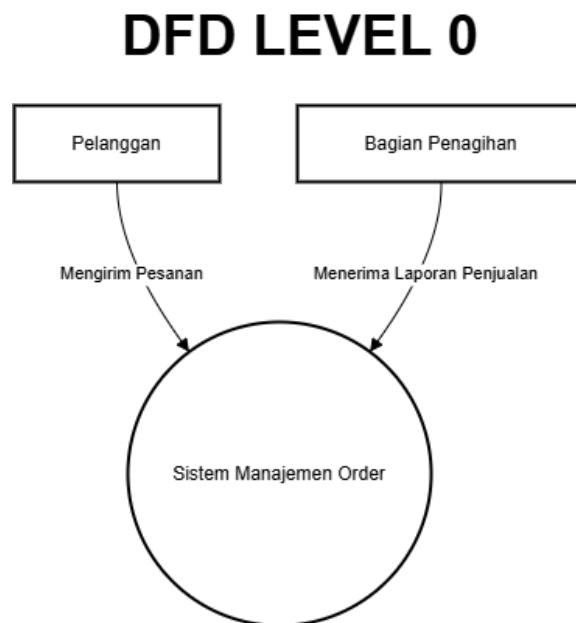 DFD LEVEL 0
Pelanggan
Bagian Penagihan
Mengirim Pesanan
Menerima Laporan Penjualan
Sistem Manajemen Order